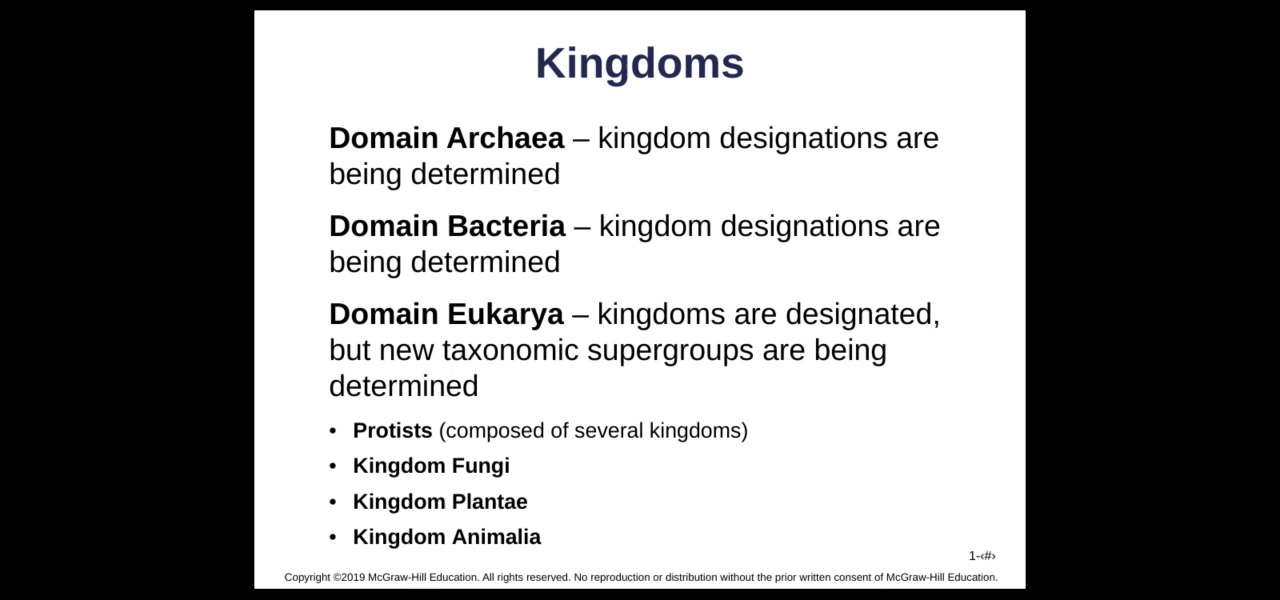 Kingdoms
Domain Archaea – kingdom designations are
being determined
Domain Bacteria – kingdom designations are
being determined
Domain Eukarya – kingdoms are designated,
but new taxonomic supergroups are being
determined
• Protists (composed of several kingdoms)
• Kingdom Fungi
• Kingdom Plantae
• Kingdom Animalia
1-‹#›
Copyright ©2019 McGraw-Hill Education. All rights reserved. No reproduction or distribution without the prior written consent of McGraw-Hill Education.